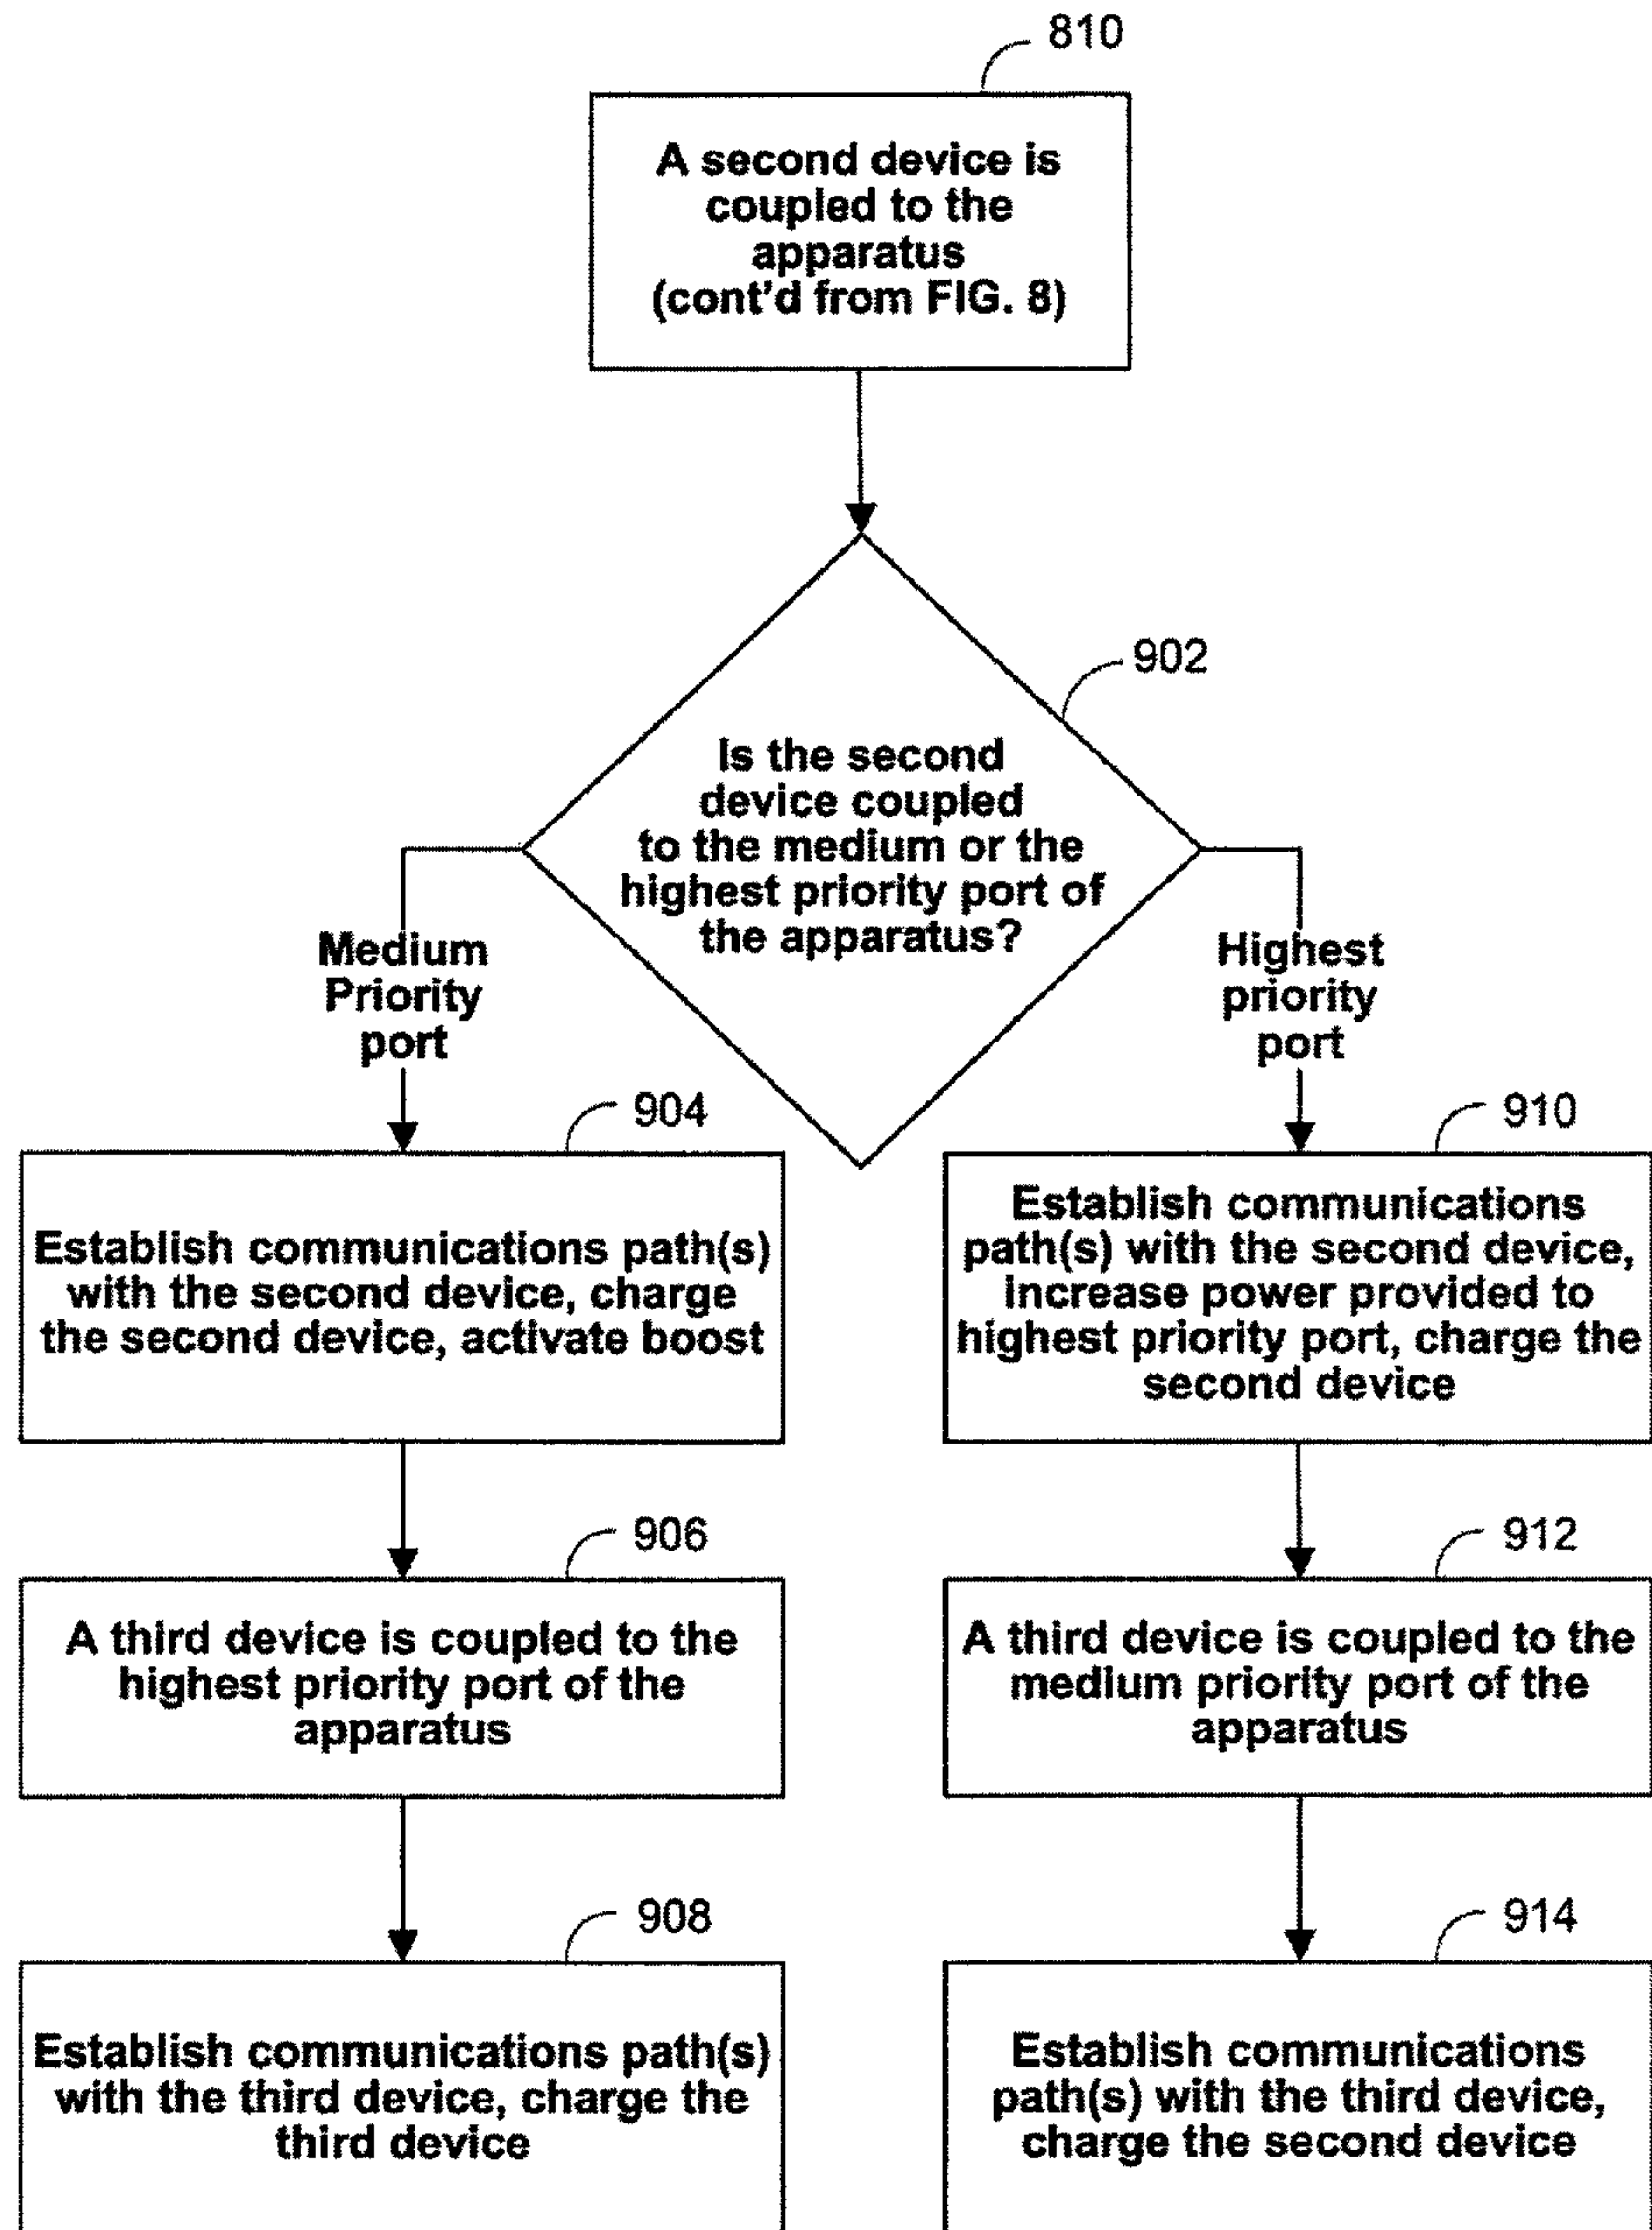 810
A second device is
coupled to the
apparatus
(cont'd from FIG. 8)
902
Is the second
device coupled
to the medium or the
highest priority port of
the apparatus?
Medium
Priority
port
Highest
priority
port
904
Establish communications path(s)
with the second device, charge
the second device, activate boost
910
Establish communications
path(s) with the second device,
increase power provided to
highest priority port, charge the
second device
906
A third device is coupled to the
highest priority port of the
apparatus
912
A third device is coupled to the
medium priority port of the
apparatus
908
Establish communications path(s)
with the third device, charge the
third device
914
Establish communications
path(s) with the third device,
charge the second device